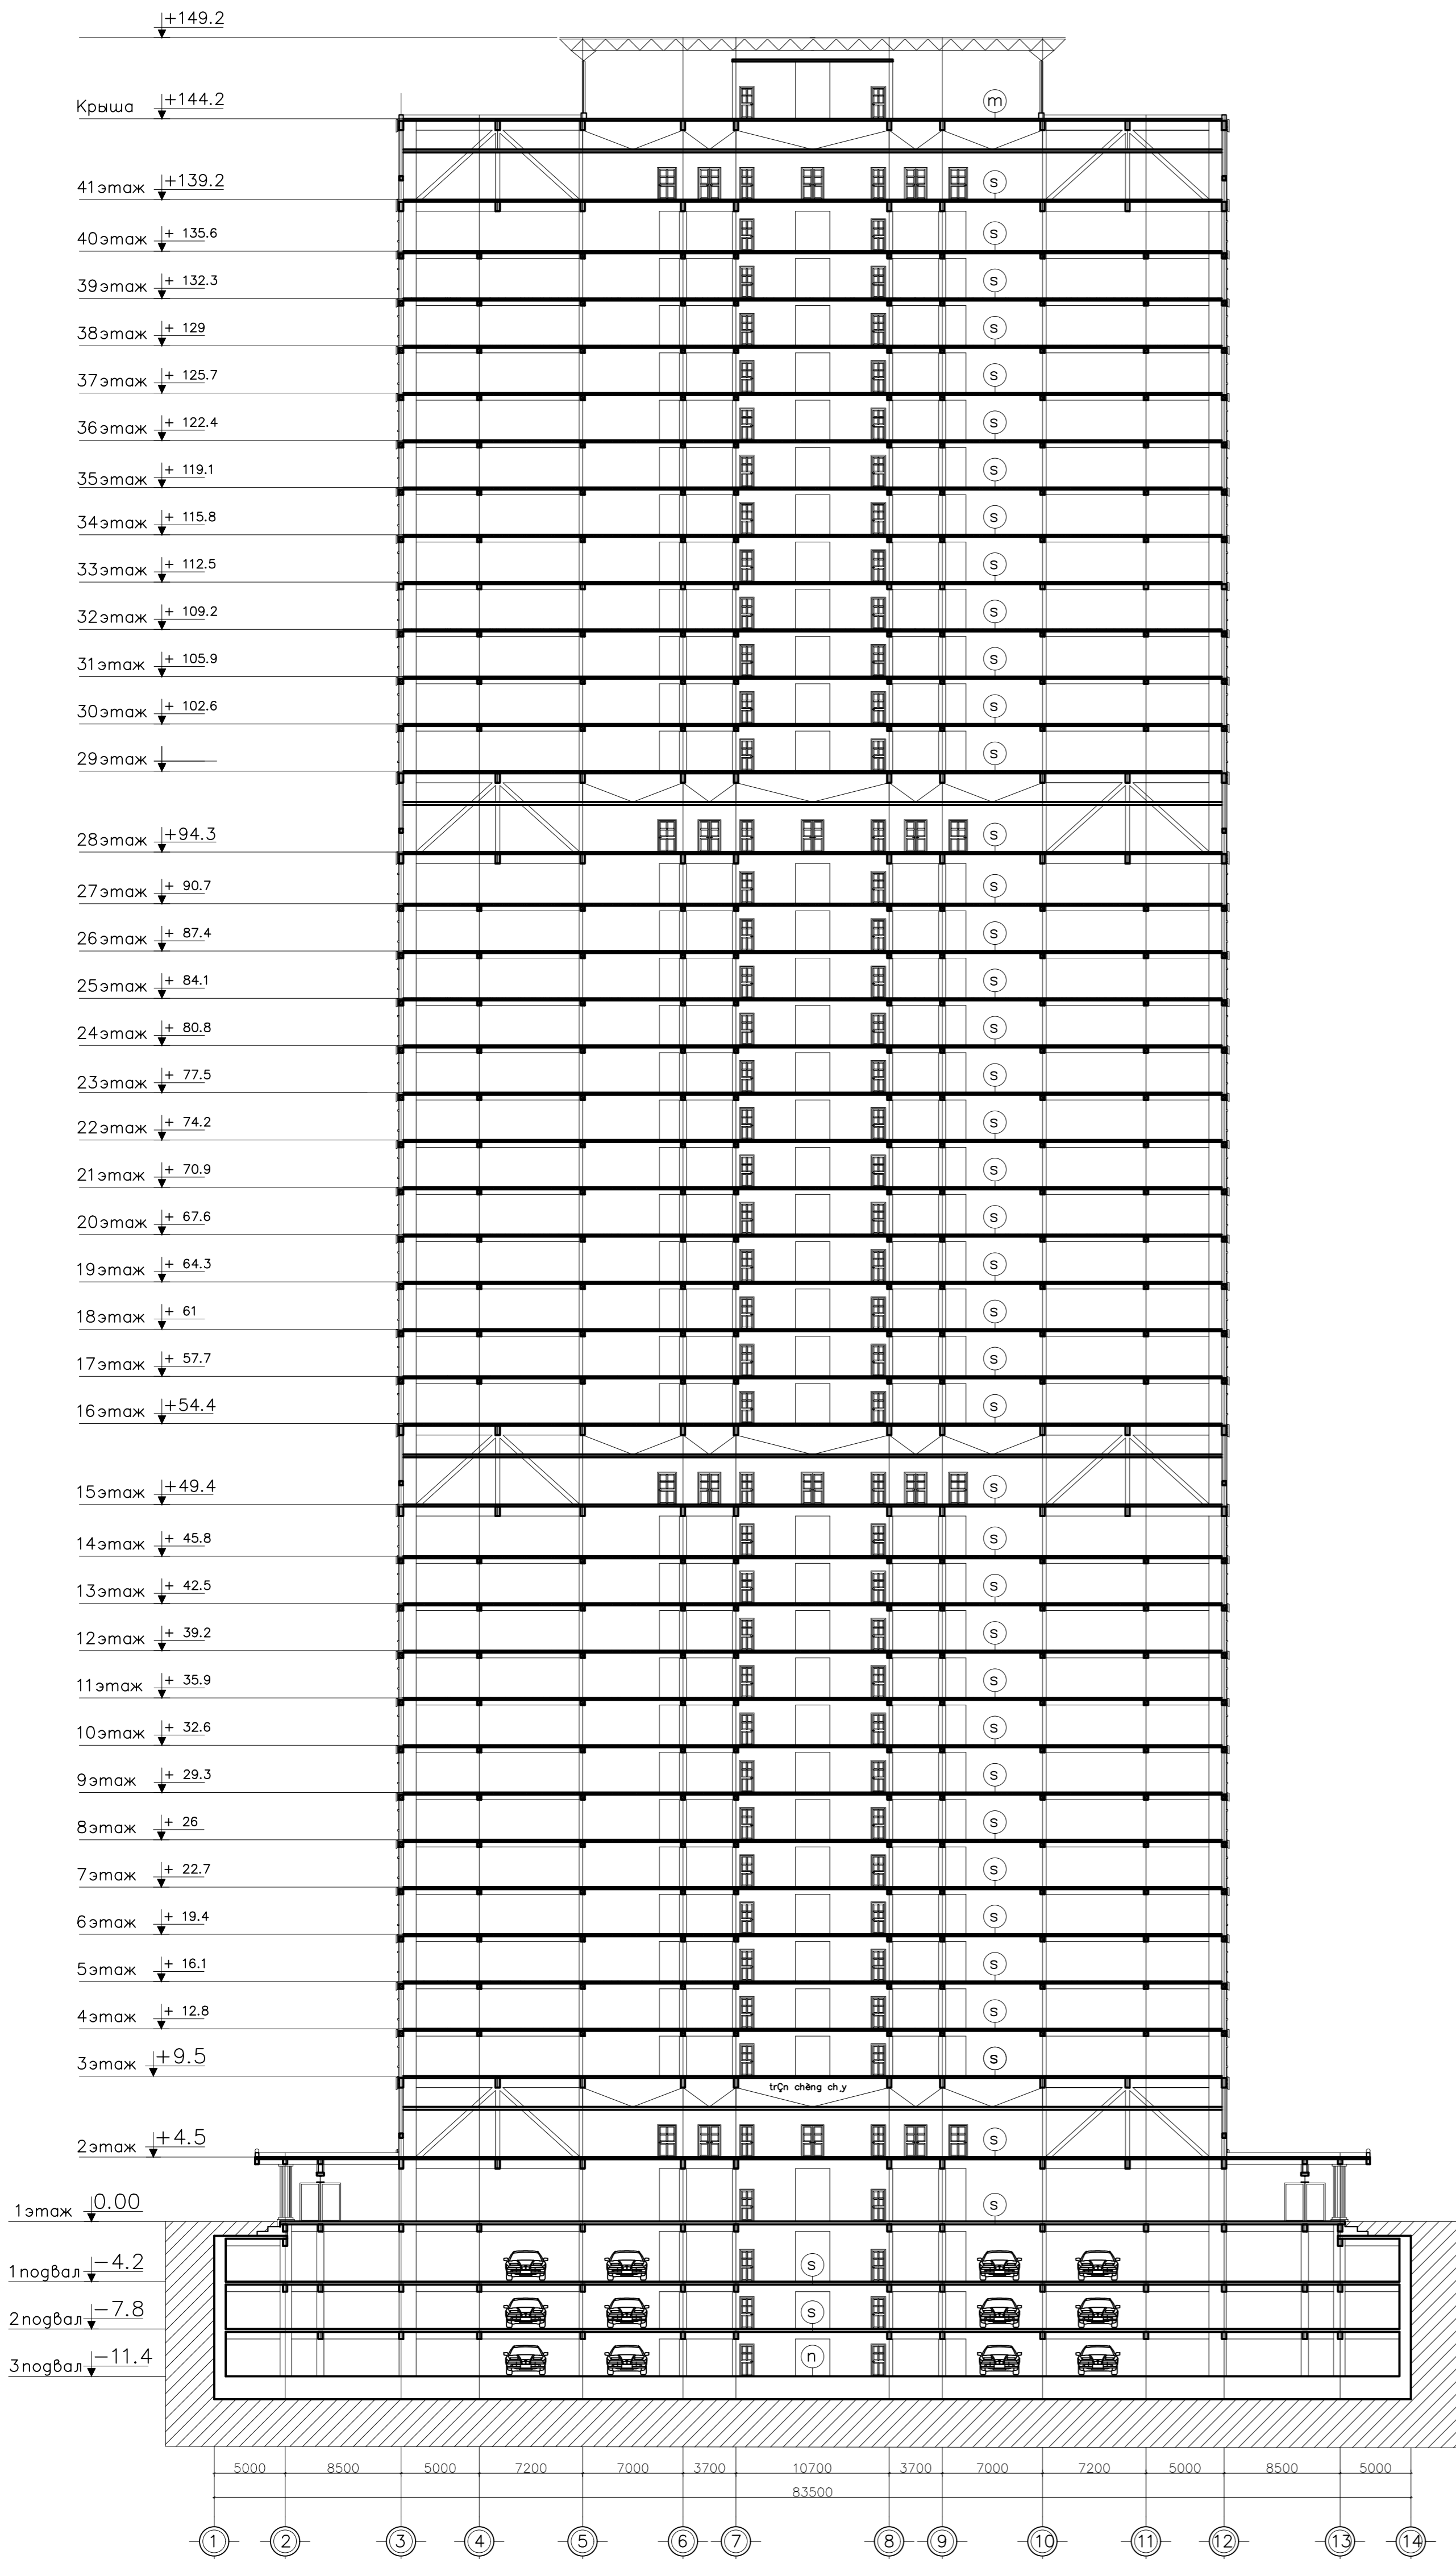 +149.2
Крыша +144.2
m
41этаж +139.2
s
40этаж + 135.6
s
39этаж + 132.3
s
38этаж + 129
s
37этаж + 125.7
s
36этаж + 122.4
s
35этаж + 119.1
s
34этаж + 115.8
s
33этаж + 112.5
s
32этаж + 109.2
s
31этаж + 105.9
s
30этаж + 102.6
s
29этаж
s
28этаж +94.3
s
27этаж + 90.7
s
26этаж + 87.4
s
25этаж + 84.1
s
24этаж + 80.8
s
23этаж + 77.5
s
22этаж + 74.2
s
21этаж + 70.9
s
20этаж + 67.6
s
19этаж + 64.3
s
18этаж + 61
s
17этаж + 57.7
s
16этаж +54.4
s
15этаж +49.4
s
14этаж + 45.8
s
13этаж + 42.5
s
12этаж + 39.2
s
11этаж + 35.9
s
10этаж + 32.6
s
9этаж + 29.3
s
8этаж + 26
s
7этаж + 22.7
s
6этаж + 19.4
s
5этаж + 16.1
s
4этаж + 12.8
s
3этаж +9.5
s
trÇn chèng ch¸y
2этаж +4.5
s
1этаж 0.00
s
1подвал −4.2
s
2подвал −7.8
s
3подвал −11.4
n
5000 8500 5000 7200 7000 3700 10700 3700 7000 7200 5000 8500 5000
83500
1 2 3 4 5 6 7 8 9 10 11 12 13 14